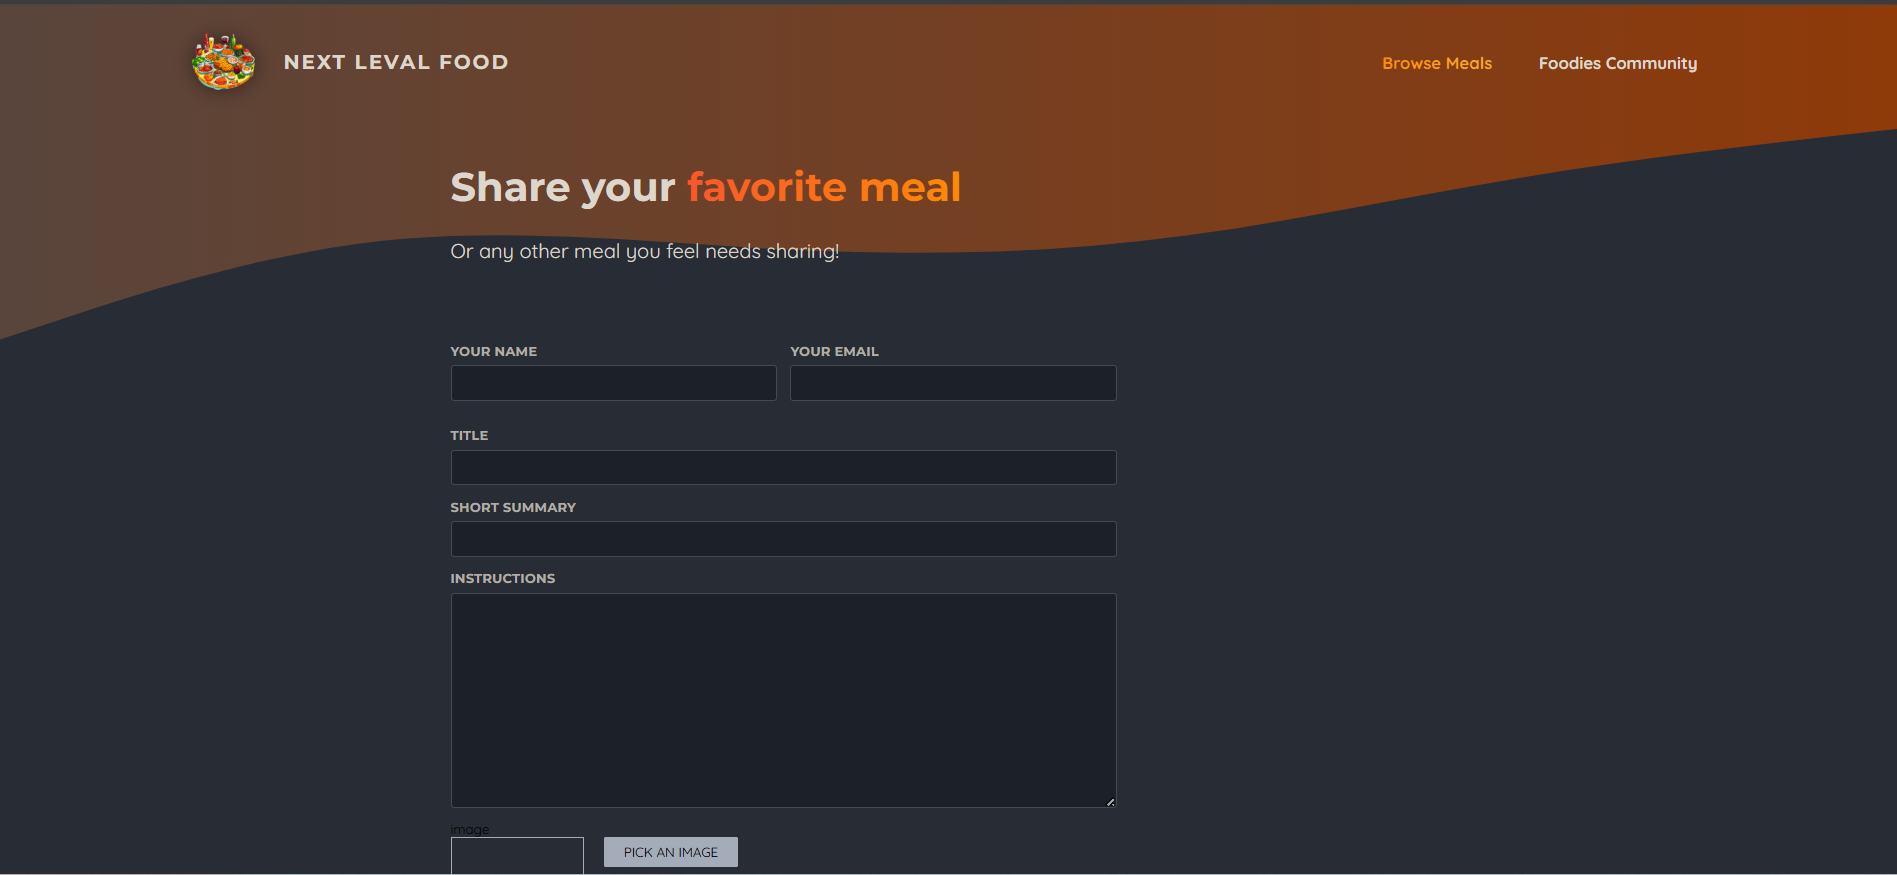 NEXT LEVAL FOOD
Browse Meals
Foodies Community
Share your favorite meal
Or any other meal you feel needs sharing!
YOUR NAME
YOUR EMAIL
TITLE
SHORT SUMMARY
INSTRUCTIONS
image
PICK AN IMAGE